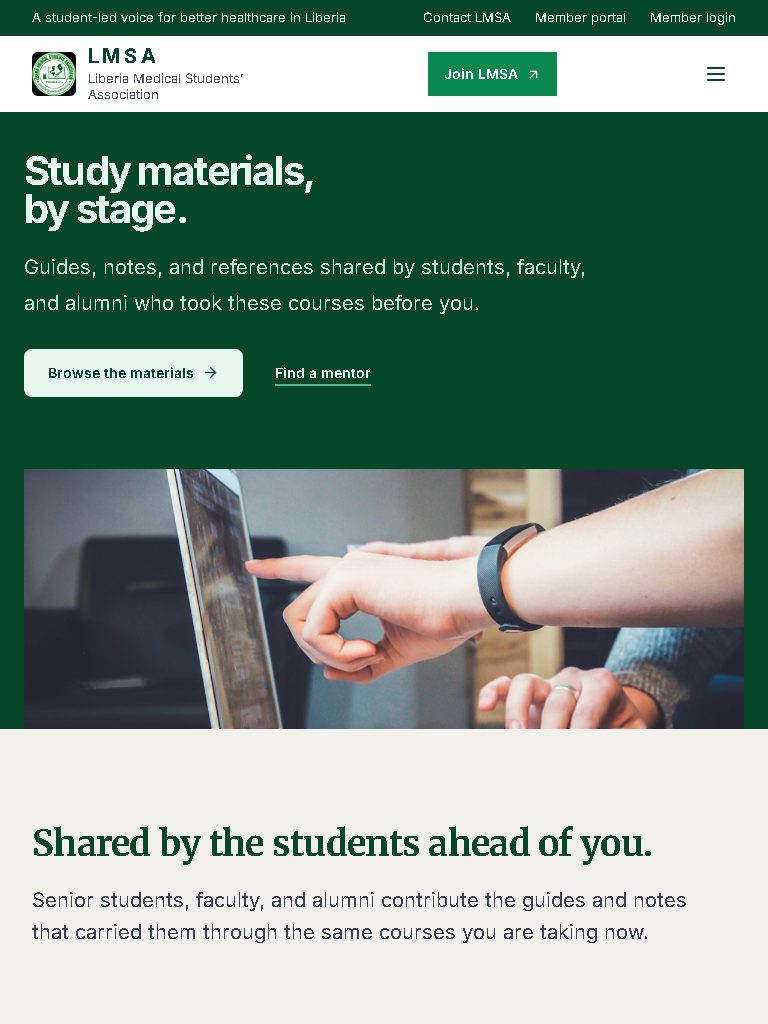 A student-led voice for better healthcare in Liberia
Contact LMSA
Member portal
Member login
LMSA
Liberia Medical Students'
Association
Join LMSA
Study materials,
by stage.
Guides, notes, and references shared by students, faculty,
and alumni who took these courses before you.
Browse the materials
Find a mentor
Shared by the students ahead of you.
Senior students, faculty, and alumni contribute the guides and notes
that carried them through the same courses you are taking now.